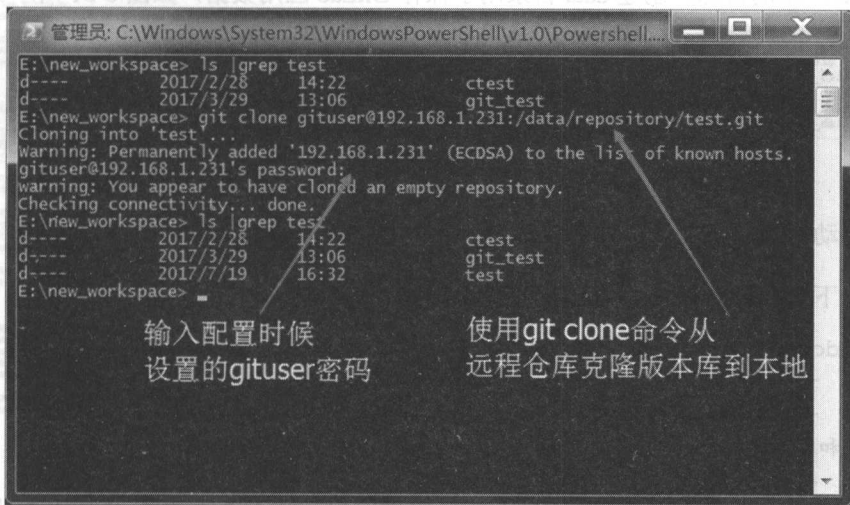 管理员: C:\Windows\System32\WindowsPowerShell\v1.0\Powershell....
E:\new_workspace> ls |grep test
d---- 2017/2/28 14:22 ctest
d---- 2017/3/29 13:06 git_test
E:\new_workspace> git clone gituser@192.168.1.231:/data/repository/test.git
Cloning into 'test'...
Warning: Permanently added '192.168.1.231' (ECDSA) to the list of known hosts.
gituser@192.168.1.231's password:
warning: You appear to have cloned an empty repository.
Checking connectivity... done.
E:\new_workspace> ls |grep test
d---- 2017/2/28 14:22 ctest
d---- 2017/3/29 13:06 git_test
d---- 2017/7/19 16:32 test
E:\new_workspace>
输入配置时候
设置的gituser密码
使用git clone命令从
远程仓库克隆版本库到本地